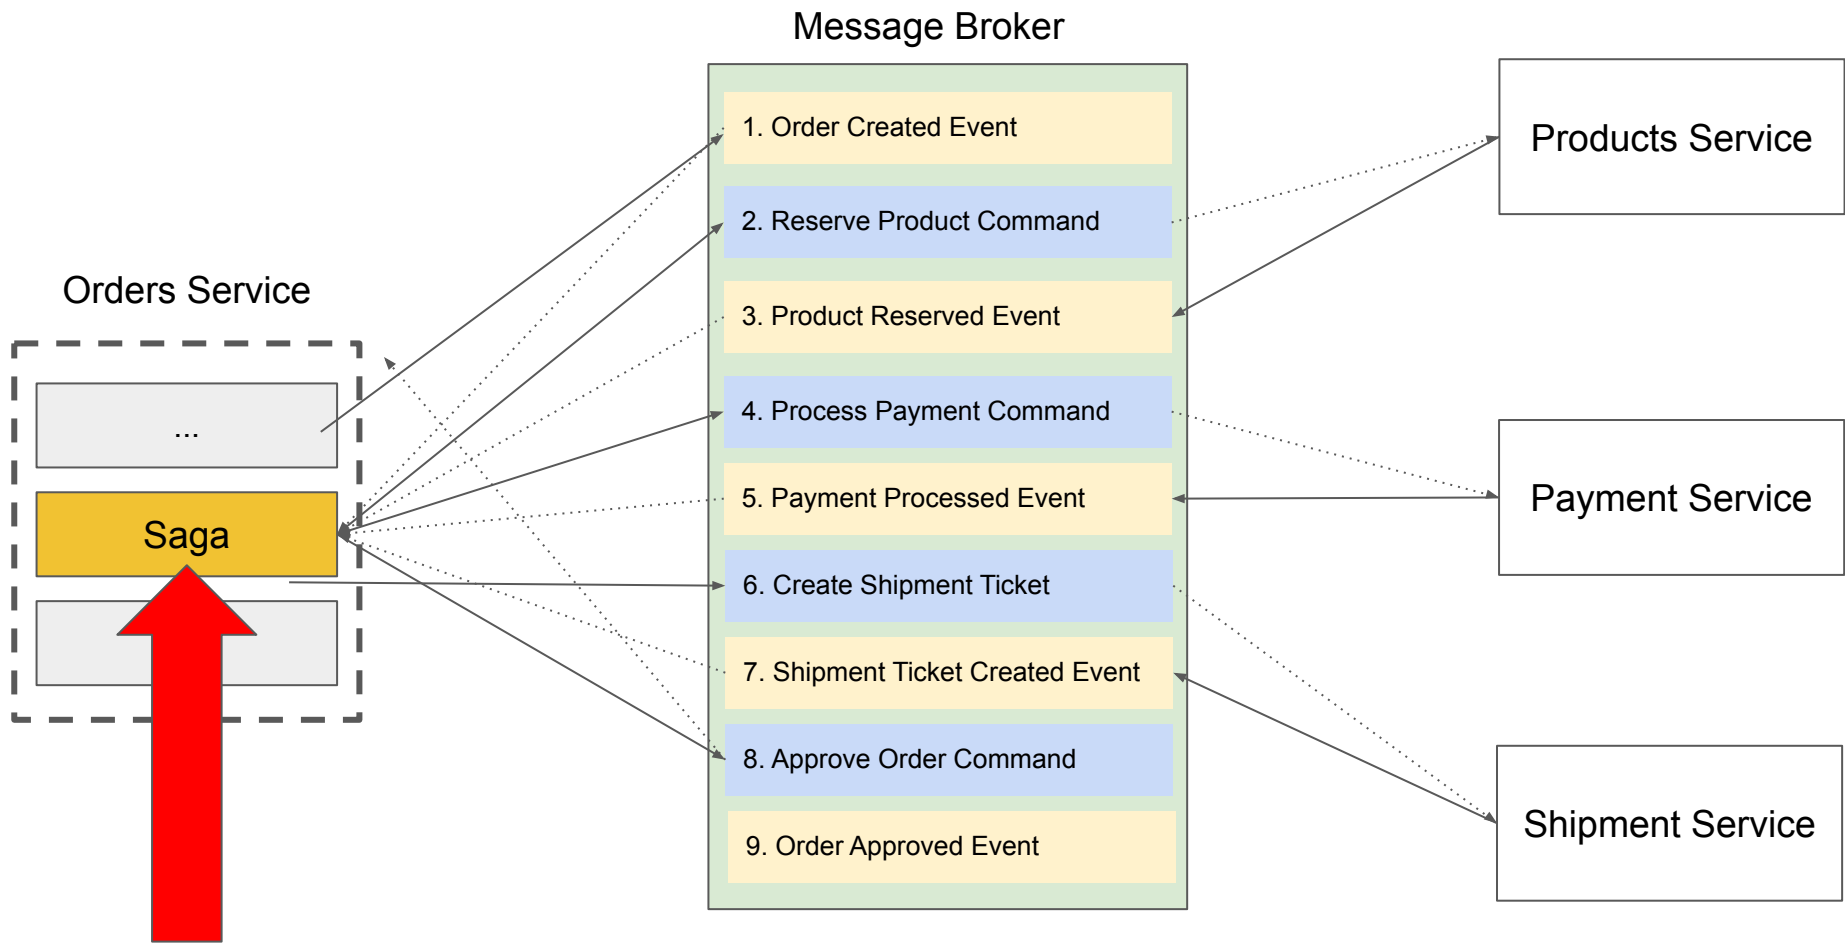 Message Broker
1. Order Created Event
2. Reserve Product Command
3. Product Reserved Event
4. Process Payment Command
5. Payment Processed Event
6. Create Shipment Ticket
7. Shipment Ticket Created Event
8. Approve Order Command
9. Order Approved Event
Orders Service
...
Saga
Products Service
Payment Service
Shipment Service